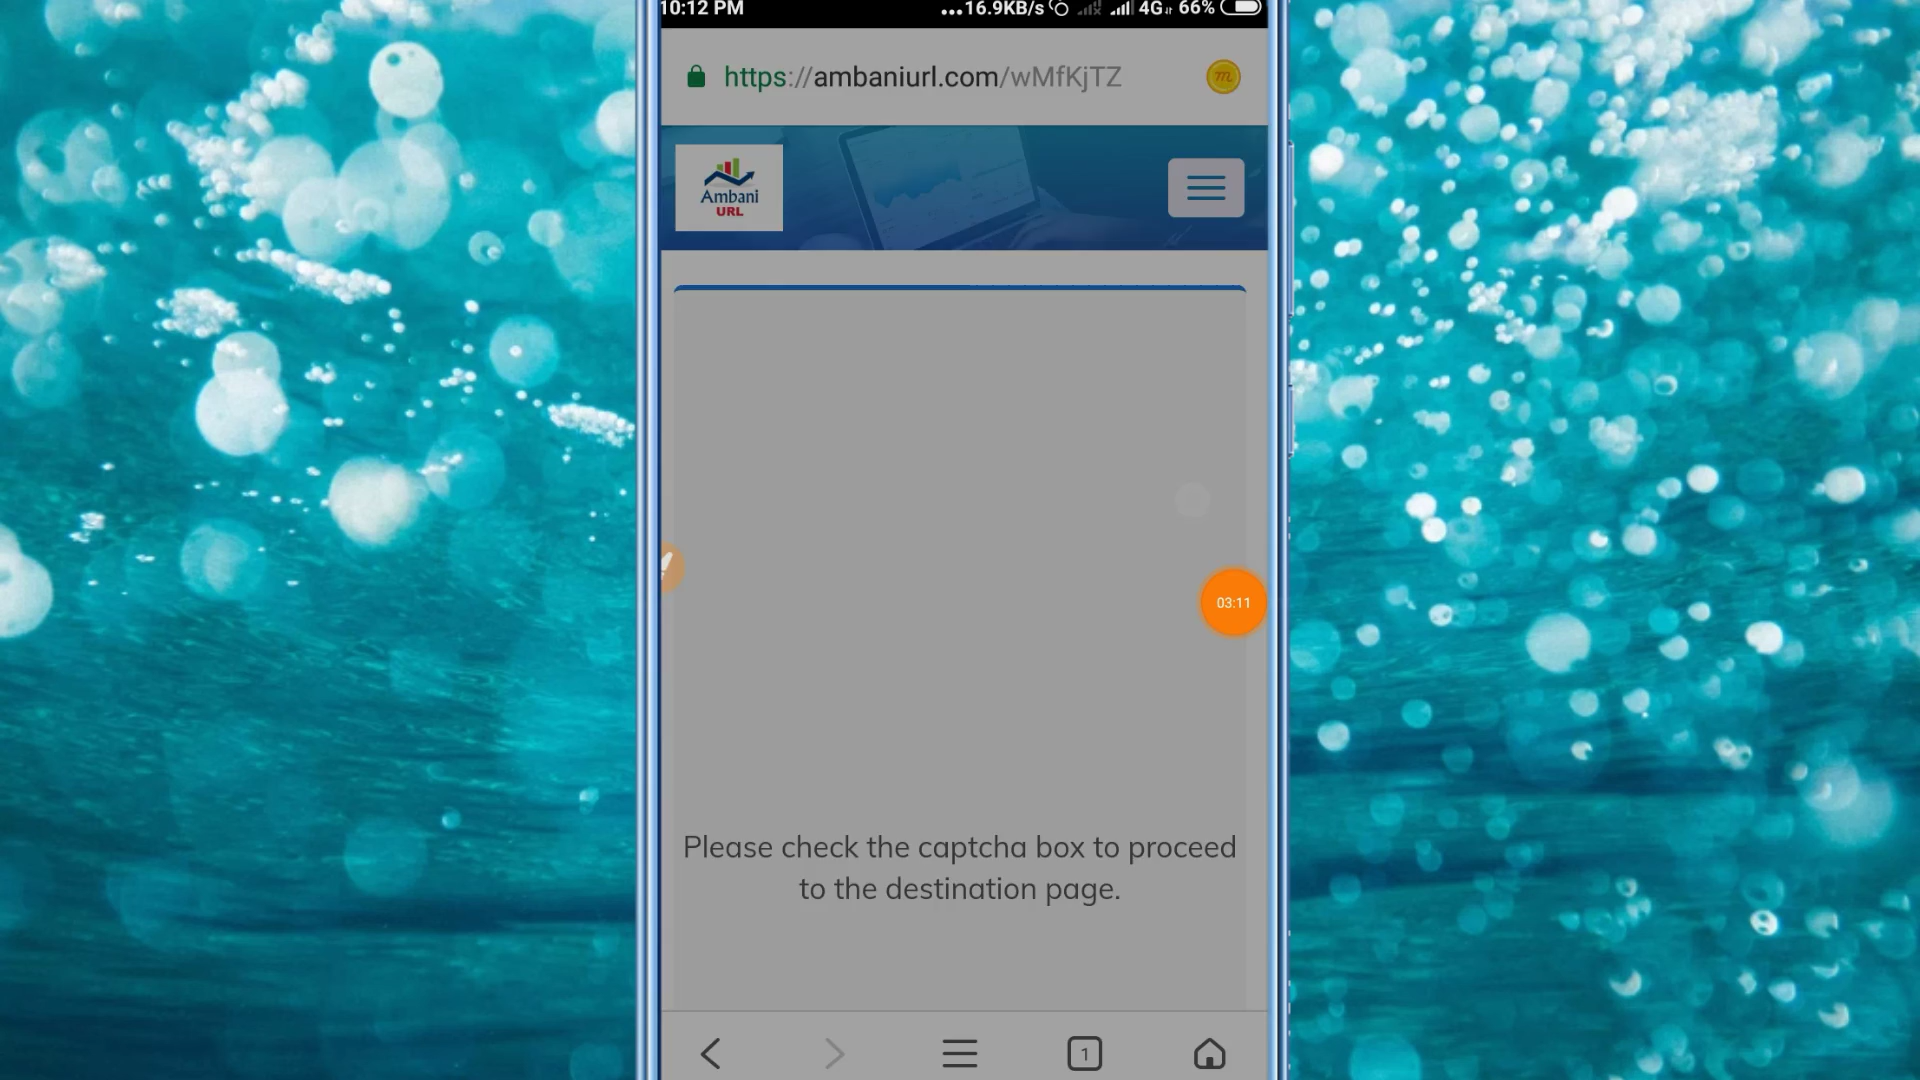 10:12 PM ...16.9KB/s 4G 66%
https://ambaniurl.com/wMfKjTZ m
Ambani
URL
03:11
Please check the captcha box to proceed
to the destination page.
1